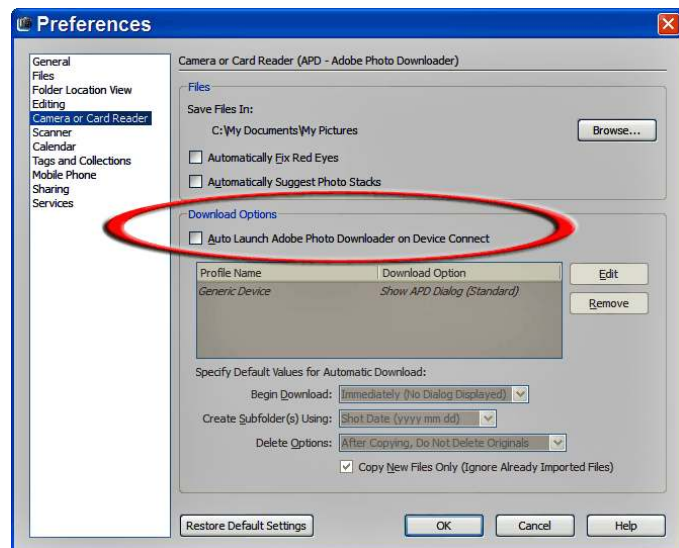 Preferences
General
Files
Folder Location View
Editing
Camera or Card Reader
Scanner
Calendar
Tags and Collections
Mobile Phone
Sharing
Services
Camera or Card Reader (APD - Adobe Photo Downloader)
Files
Save Files In:
C:\My Documents\My Pictures
Browse...
Automatically Fix Red Eyes
Automatically Suggest Photo Stacks
Download Options
Auto Launch Adobe Photo Downloader on Device Connect
Profile Name Download Option
Generic Device Show APD Dialog (Standard)
Edit
Remove
Specify Default Values for Automatic Download:
Begin Download: Immediately (No Dialog Displayed)
Create Subfolder(s) Using: Shot Date (yyyy mm dd)
Delete Options: After Copying, Do Not Delete Originals
Copy New Files Only (Ignore Already Imported Files)
Restore Default Settings OK Cancel Help